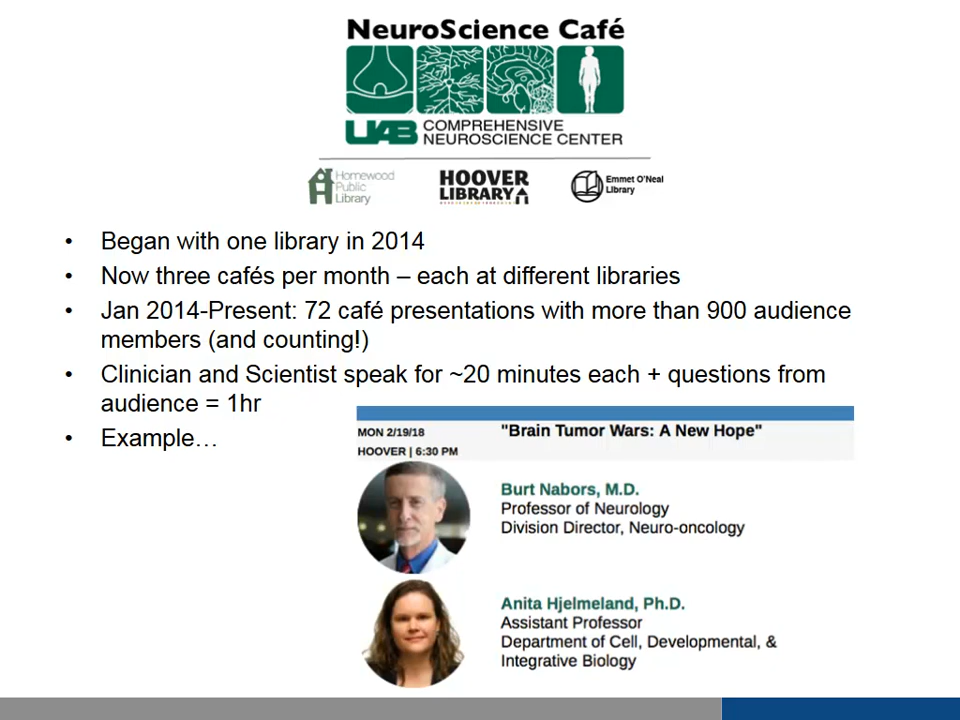 NeuroScience Café
UAB COMPREHENSIVE
NEUROSCIENCE CENTER
Homewood
Public
Library
HOOVER
LIBRARY
Emmet O'Neal
Library
• Began with one library in 2014
• Now three cafés per month – each at different libraries
• Jan 2014-Present: 72 café presentations with more than 900 audience
members (and counting!)
• Clinician and Scientist speak for ~20 minutes each + questions from
audience = 1hr
• Example…
MON 2/19/18
HOOVER | 6:30 PM
"Brain Tumor Wars: A New Hope"
Burt Nabors, M.D.
Professor of Neurology
Division Director, Neuro-oncology
Anita Hjelmeland, Ph.D.
Assistant Professor
Department of Cell, Developmental, &
Integrative Biology